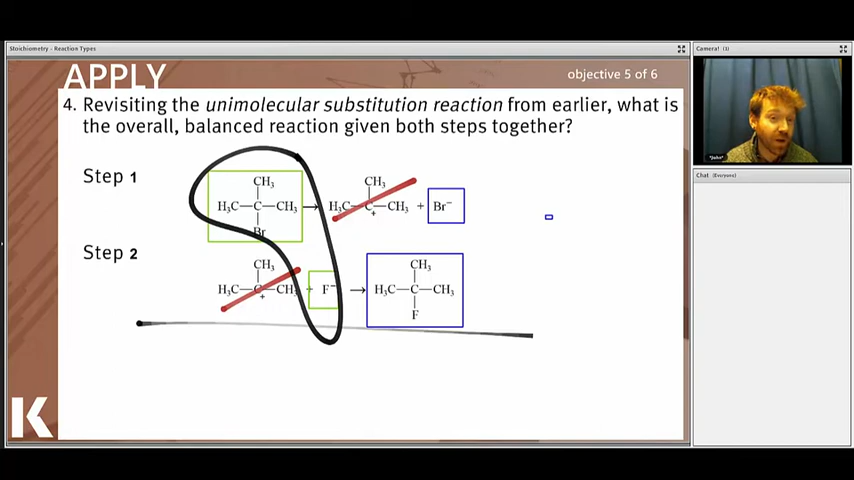 Stoichiometry - Reaction Types
Camera! (1)
APPLY
objective 5 of 6
4. Revisiting the unimolecular substitution reaction from earlier, what is
the overall, balanced reaction given both steps together?
*John*
Chat (Everyone)
Step 1
CH₃
H₃C—C—CH₃
Br
→
CH₃
H₃C—C—CH₃ + Br⁻
+
Step 2
CH₃
H₃C—C—CH₃ + F⁻
+
→
CH₃
H₃C—C—CH₃
F
K